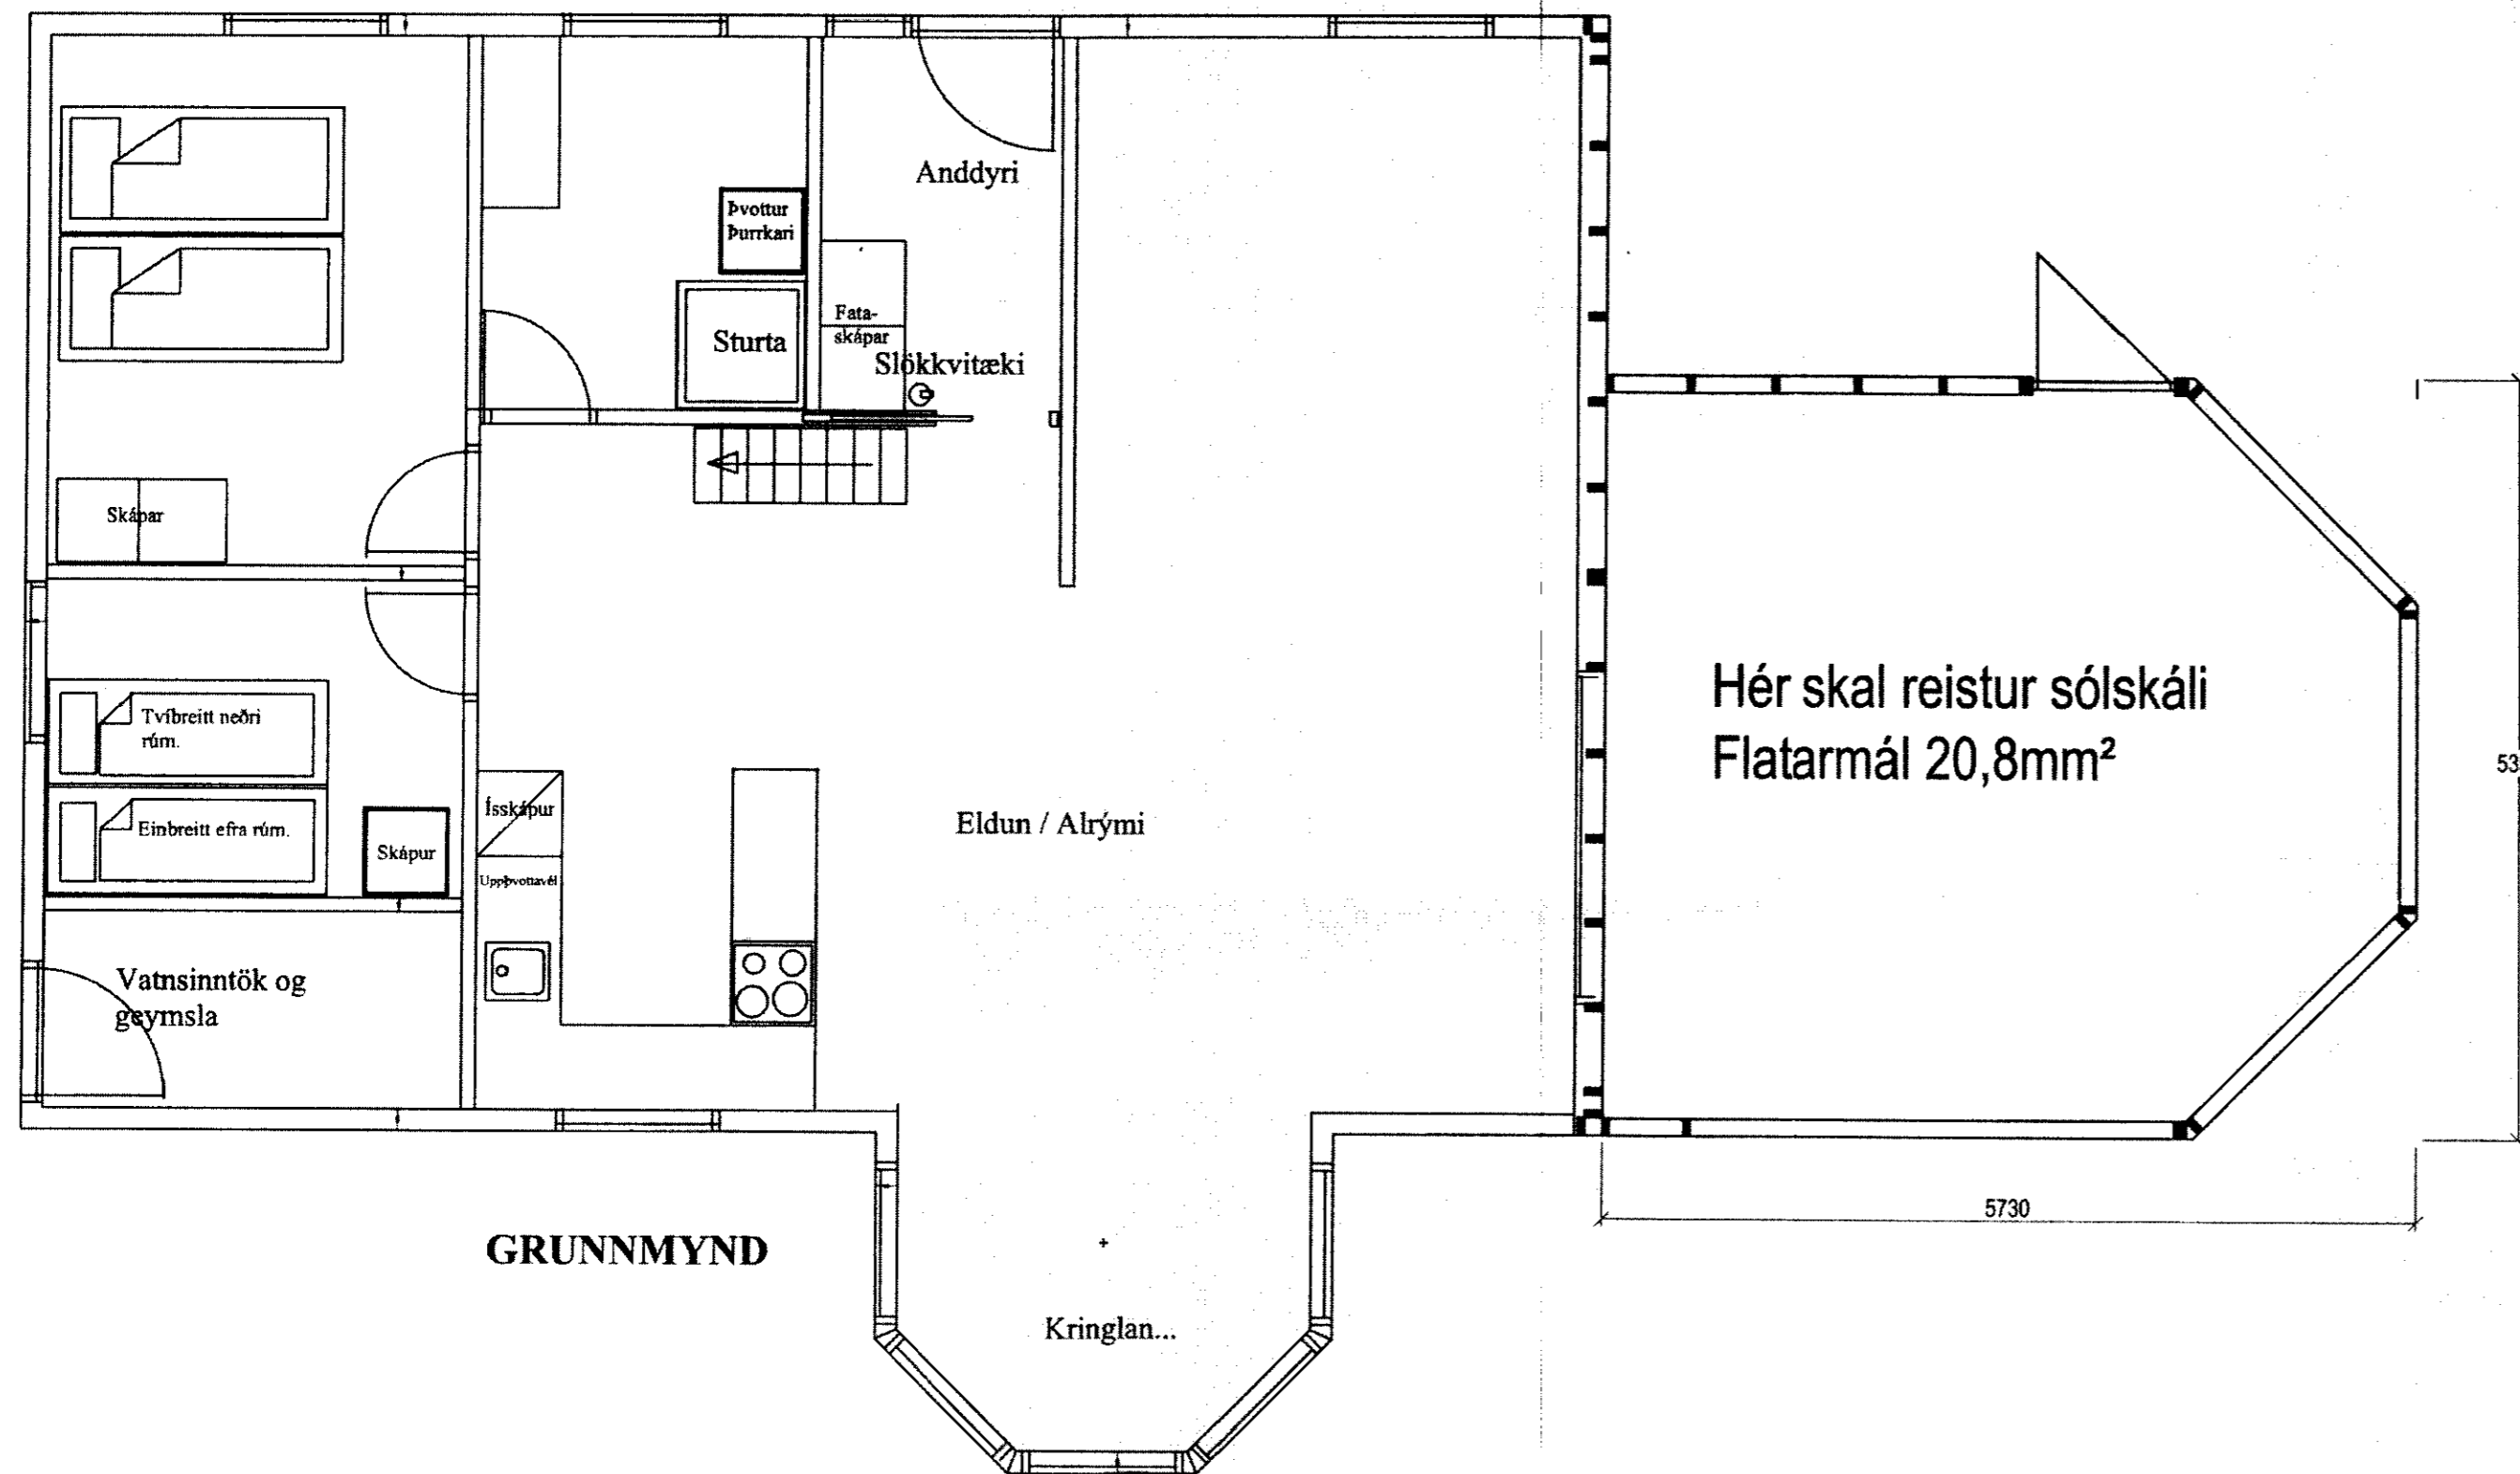 Anddyri
Þvottur
Þurrkari
Fata-
skápar
Sturta
Slökkvitæki
Skápar
Tvíbreitt neðri
rúm.
Einbreitt efra rúm.
Skápur
Ísskápur
Uppþvottavél
Eldun / Alrými
Hér skal reistur sólskáli
Flatarmál 20,8mm²
53
Vatnsinntök og
geymsla
5730
GRUNNMYND
Kringlan...